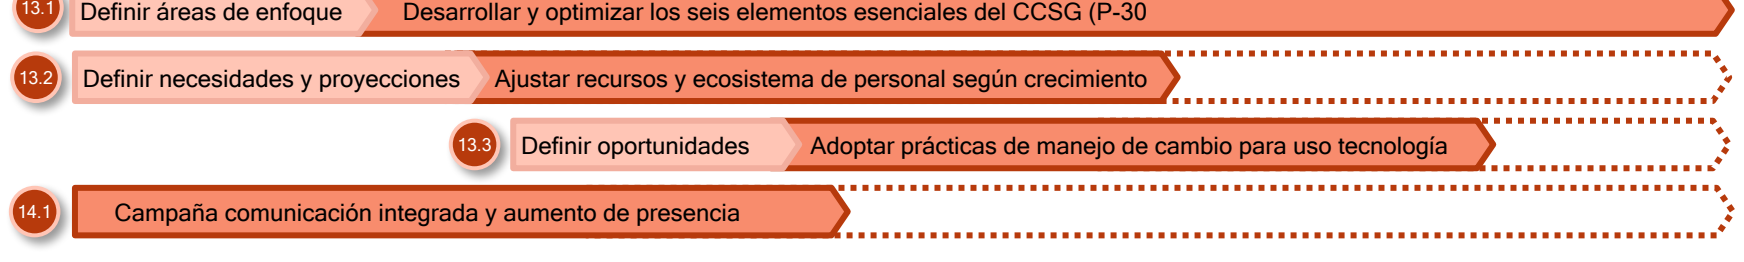 13.1 Definir áreas de enfoque Desarrollar y optimizar los seis elementos esenciales del CCSG (P-30
13.2 Definir necesidades y proyecciones Ajustar recursos y ecosistema de personal según crecimiento
13.3 Definir oportunidades Adoptar prácticas de manejo de cambio para uso tecnología
14.1 Campaña comunicación integrada y aumento de presencia